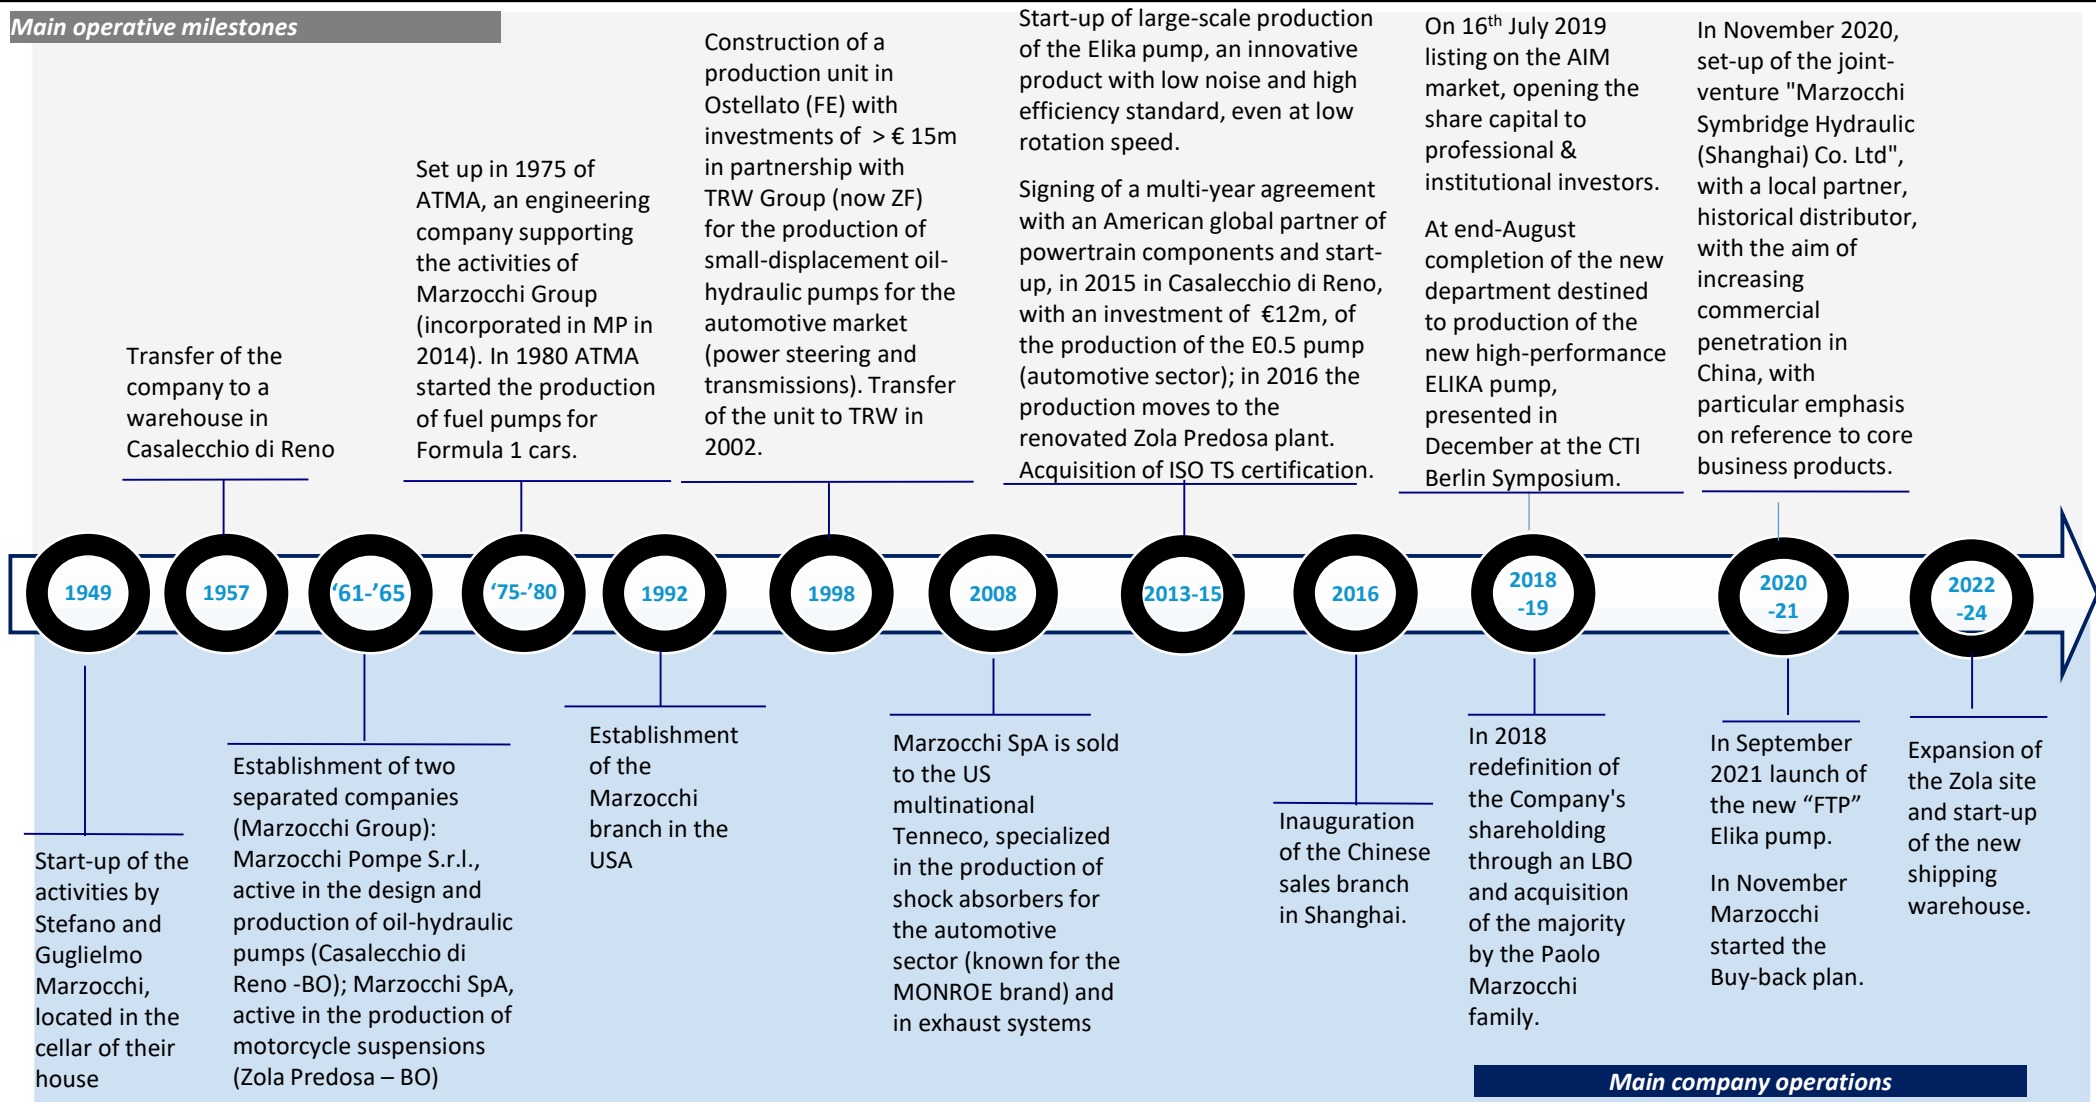 Main operative milestones
Transfer of the
company to a
warehouse in
Casalecchio di Reno
Set up in 1975 of
ATMA, an engineering
company supporting
the activities of
Marzocchi Group
(incorporated in MP in
2014). In 1980 ATMA
started the production
of fuel pumps for
Formula 1 cars.
Construction of a
production unit in
Ostellato (FE) with
investments of > € 15m
in partnership with
TRW Group (now ZF)
for the production of
small-displacement oil-
hydraulic pumps for the
automotive market
(power steering and
transmissions). Transfer
of the unit to TRW in
2002.
Start-up of large-scale production
of the Elika pump, an innovative
product with low noise and high
efficiency standard, even at low
rotation speed.
Signing of a multi-year agreement
with an American global partner of
powertrain components and start-
up, in 2015 in Casalecchio di Reno,
with an investment of €12m, of
the production of the E0.5 pump
(automotive sector); in 2016 the
production moves to the
renovated Zola Predosa plant.
Acquisition of ISO TS certification.
On 16th July 2019
listing on the AIM
market, opening the
share capital to
professional &
institutional investors.
At end-August
completion of the new
department destined
to production of the
new high-performance
ELIKA pump,
presented in
December at the CTI
Berlin Symposium.
In November 2020,
set-up of the joint-
venture "Marzocchi
Symbridge Hydraulic
(Shanghai) Co. Ltd",
with a local partner,
historical distributor,
with the aim of
increasing
commercial
penetration in
China, with
particular emphasis
on reference to core
business products.
1949
1957
‘61-’65
‘75-’80
1992
1998
2008
2013-15
2016
2018
-19
2020
-21
2022
-24
Start-up of the
activities by
Stefano and
Guglielmo
Marzocchi,
located in the
cellar of their
house
Establishment of two
separated companies
(Marzocchi Group):
Marzocchi Pompe S.r.l.,
active in the design and
production of oil-hydraulic
pumps (Casalecchio di
Reno -BO); Marzocchi SpA,
active in the production of
motorcycle suspensions
(Zola Predosa – BO)
Establishment
of the
Marzocchi
branch in the
USA
Marzocchi SpA is sold
to the US
multinational
Tenneco, specialized
in the production of
shock absorbers for
the automotive
sector (known for the
MONROE brand) and
in exhaust systems
Inauguration
of the Chinese
sales branch
in Shanghai.
In 2018
redefinition of
the Company's
shareholding
through an LBO
and acquisition
of the majority
by the Paolo
Marzocchi
family.
In September
2021 launch of
the new “FTP”
Elika pump.
In November
Marzocchi
started the
Buy-back plan.
Expansion of
the Zola site
and start-up
of the new
shipping
warehouse.
Main company operations